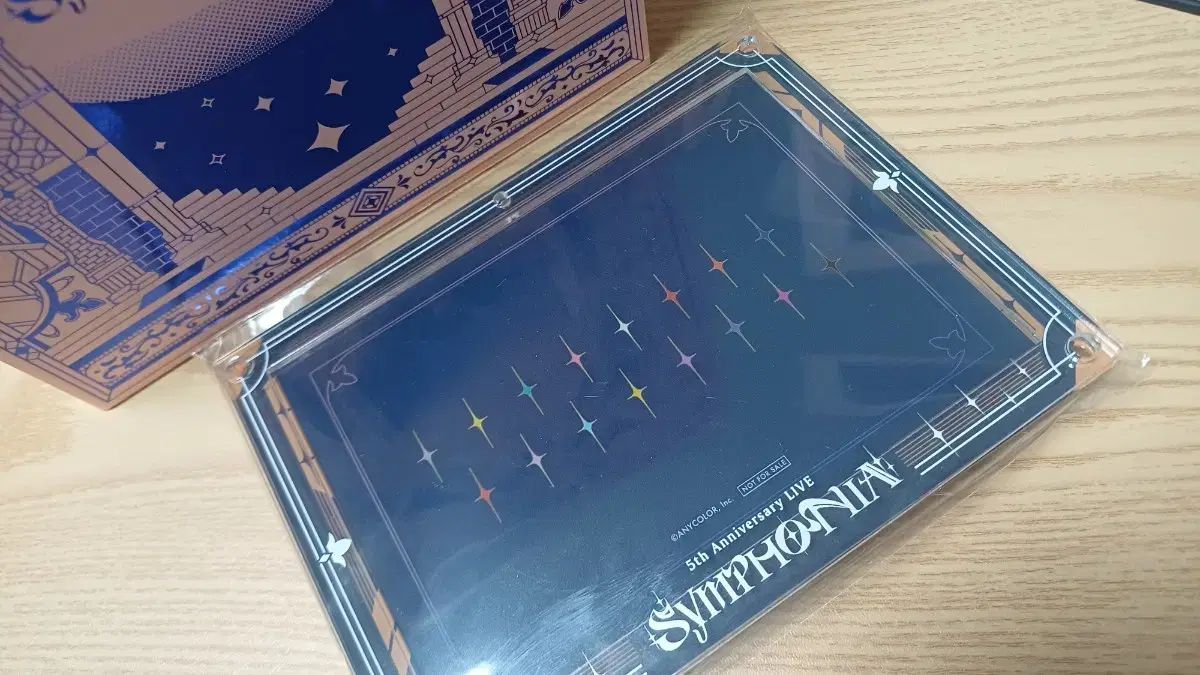 ©ANYCOLOR, Inc. NOT FOR SALE
5th Anniversary LIVE
SYMPHONIA